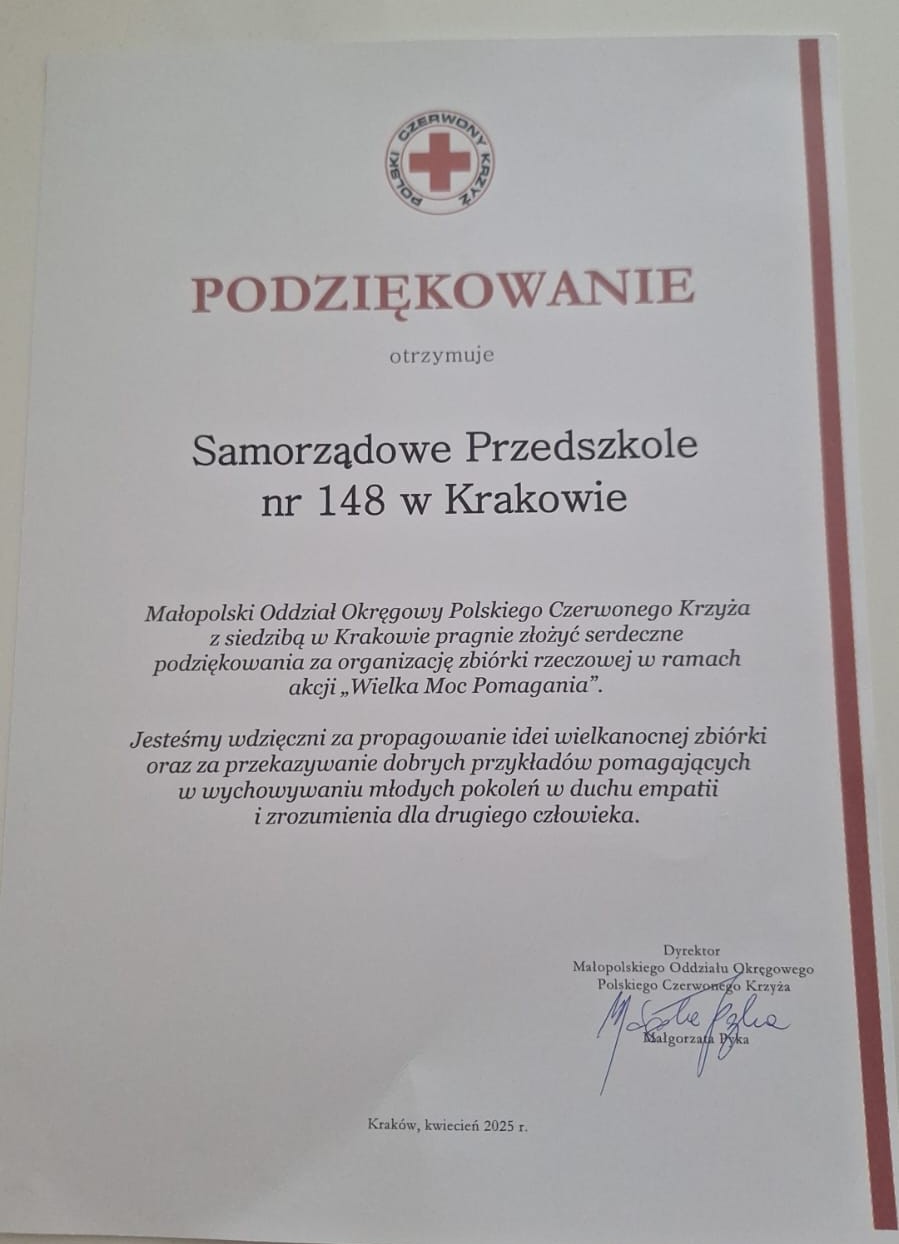 POLSKI CZERWONY KRZYŻ
PODZIĘKOWANIE
otrzymuje
Samorządowe Przedszkole
nr 148 w Krakowie
Małopolski Oddział Okręgowy Polskiego Czerwonego Krzyża
z siedzibą w Krakowie pragnie złożyć serdeczne
podziękowania za organizację zbiórki rzeczowej w ramach
akcji „Wielka Moc Pomagania”.
Jesteśmy wdzięczni za propagowanie idei wielkanocnej zbiórki
oraz za przekazywanie dobrych przykładów pomagających
w wychowywaniu młodych pokoleń w duchu empatii
i zrozumienia dla drugiego człowieka.
Dyrektor
Małopolskiego Oddziału Okręgowego
Polskiego Czerwonego Krzyża
Małgorzata Pyka
Kraków, kwiecień 2025 r.